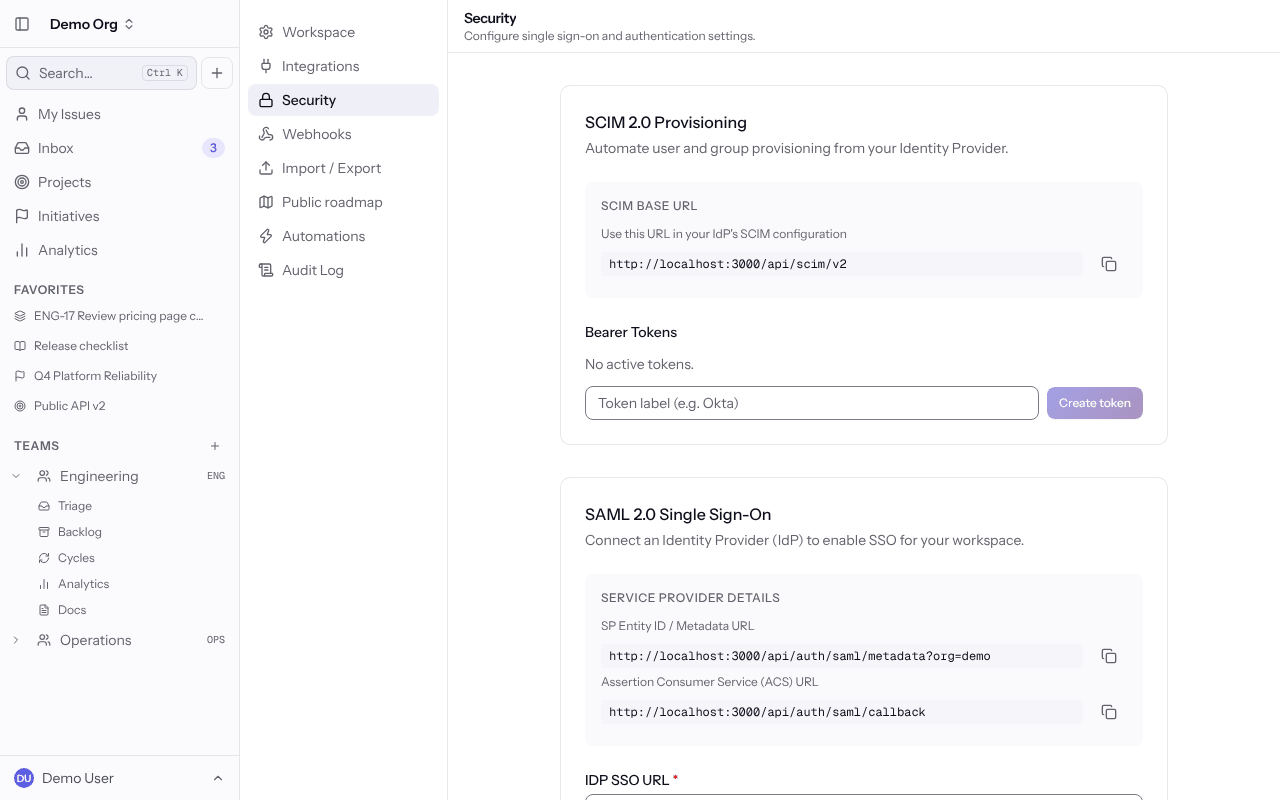 Demo Org
Search...
Ctrl K
My Issues
Inbox
3
Projects
Initiatives
Analytics
FAVORITES
ENG-17 Review pricing page c...
Release checklist
Q4 Platform Reliability
Public API v2
TEAMS
Engineering
ENG
Triage
Backlog
Cycles
Analytics
Docs
Operations
OPS
DU
Demo User
Workspace
Integrations
Security
Webhooks
Import / Export
Public roadmap
Automations
Audit Log
Security
Configure single sign-on and authentication settings.
SCIM 2.0 Provisioning
Automate user and group provisioning from your Identity Provider.
SCIM BASE URL
Use this URL in your IdP's SCIM configuration
http://localhost:3000/api/scim/v2
Bearer Tokens
No active tokens.
Token label (e.g. Okta)
Create token
SAML 2.0 Single Sign-On
Connect an Identity Provider (IdP) to enable SSO for your workspace.
SERVICE PROVIDER DETAILS
SP Entity ID / Metadata URL
http://localhost:3000/api/auth/saml/metadata?org=demo
Assertion Consumer Service (ACS) URL
http://localhost:3000/api/auth/saml/callback
IDP SSO URL *